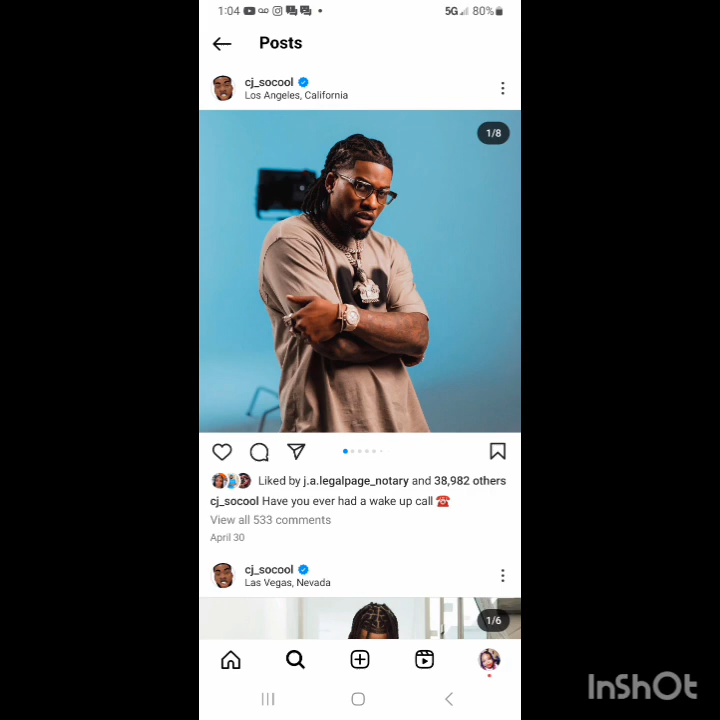 1:04
5G 80%
Posts
cj_socool
Los Angeles, California
1/8
Liked by j.a.legalpage_notary and 38,982 others
cj_socool Have you ever had a wake up call
View all 533 comments
April 30
cj_socool
Las Vegas, Nevada
1/6
InShOt